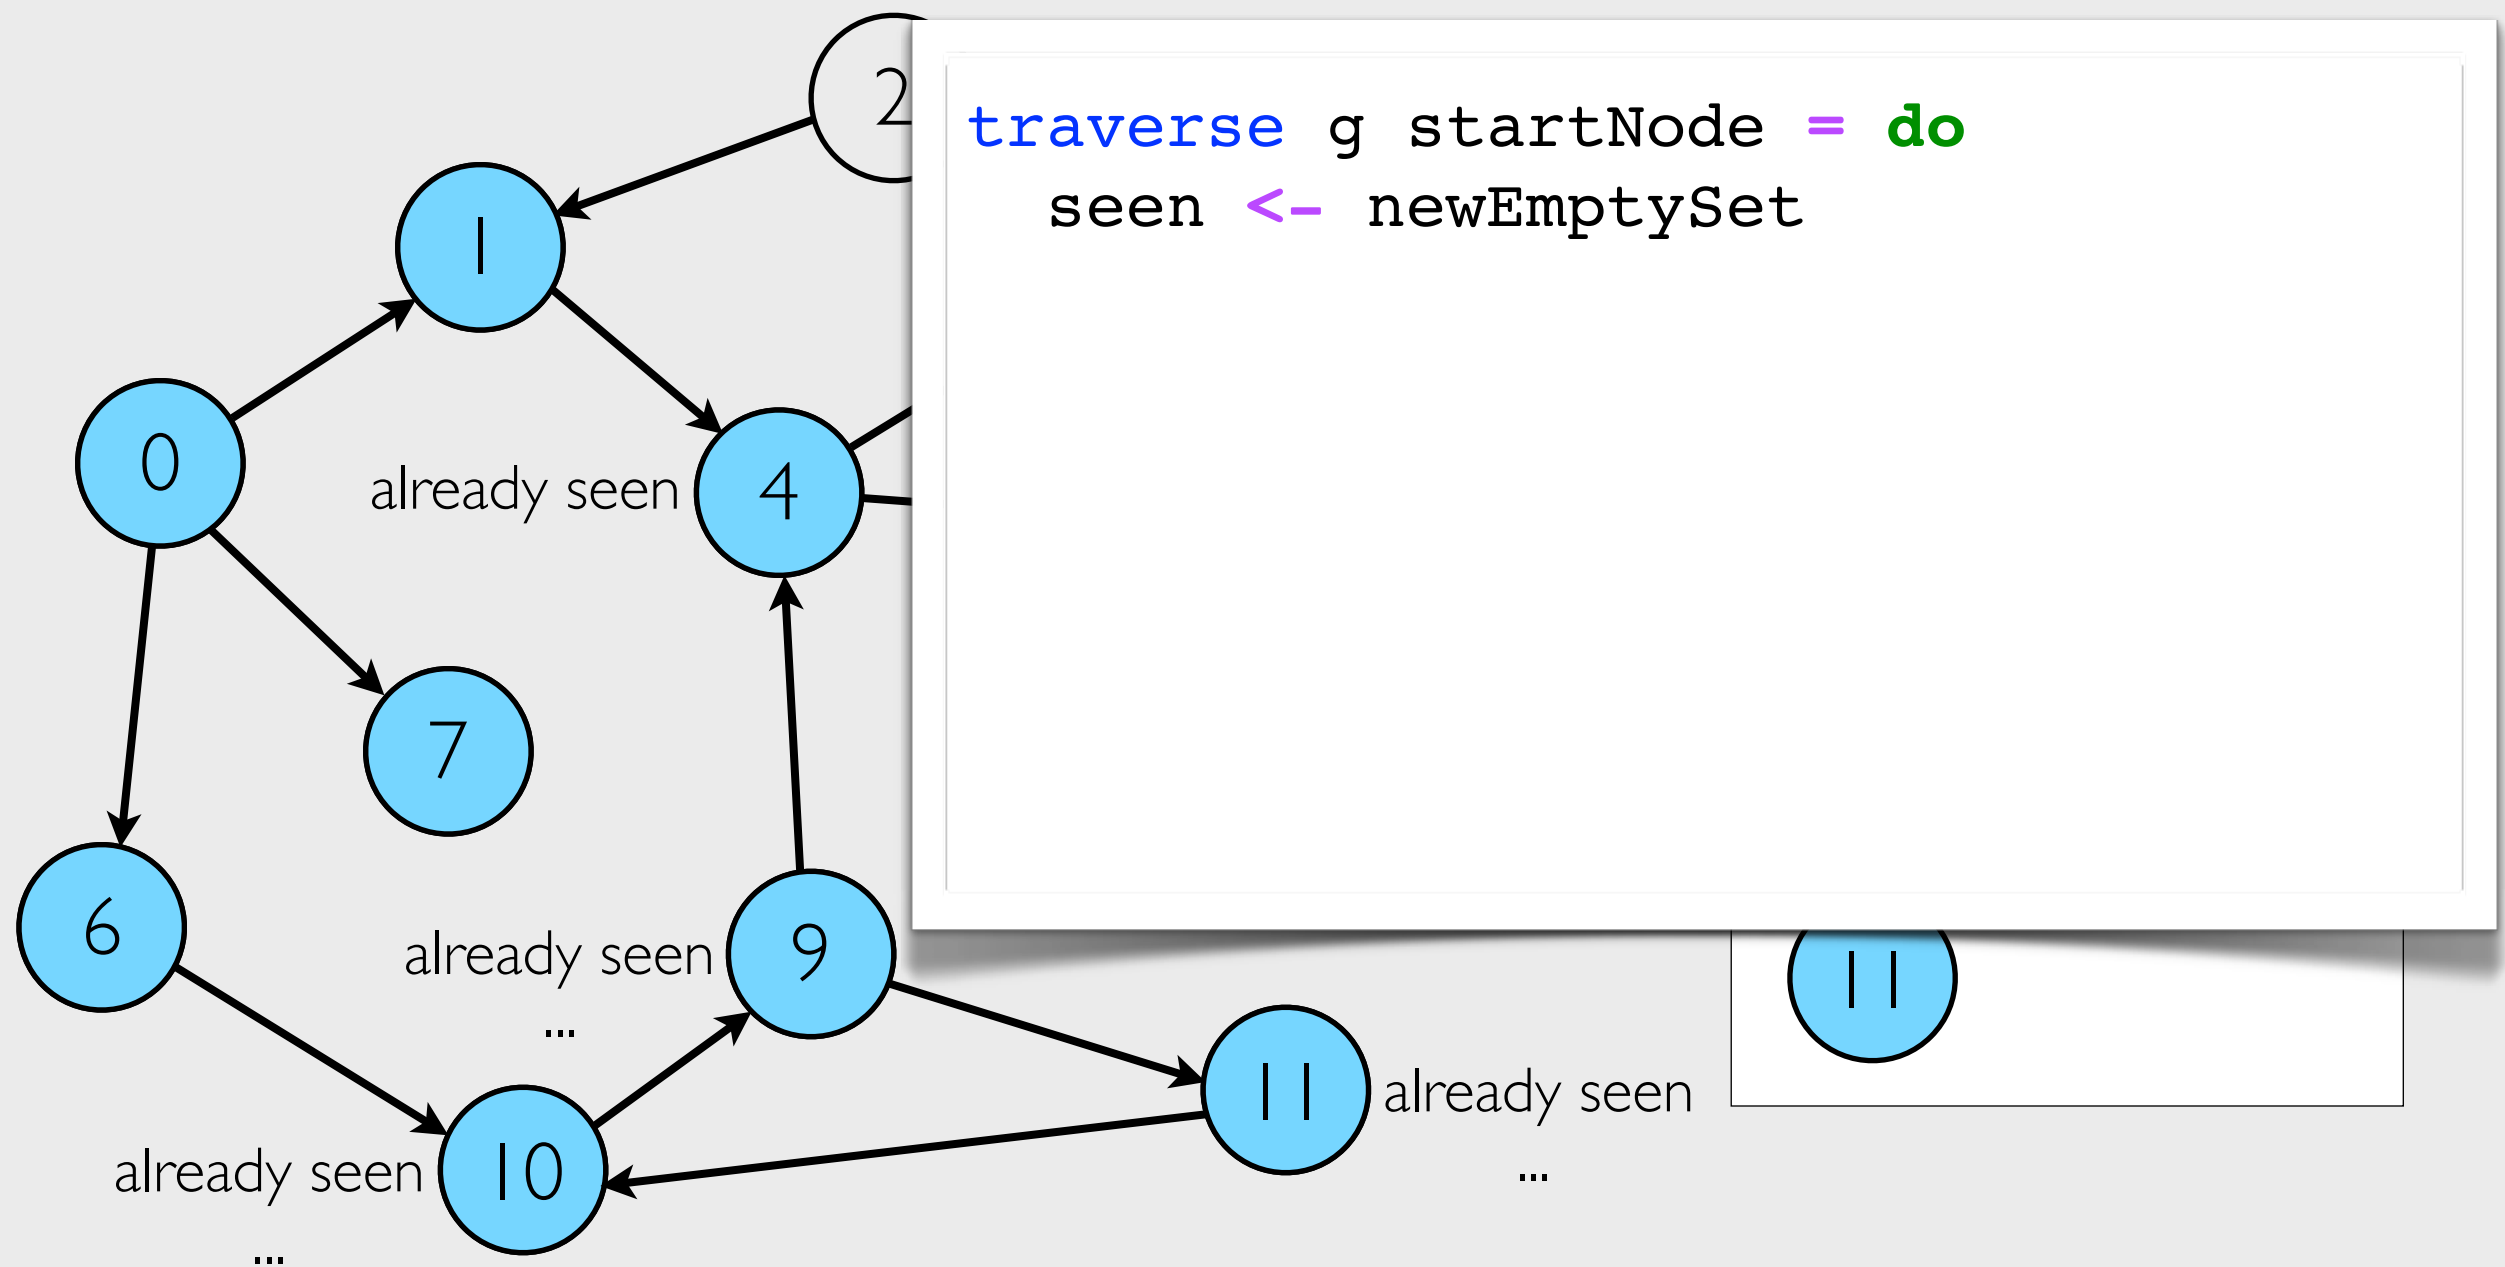 2
traverse g startNode = do
seen <- newEmptySet
1
0
already seen
4
7
6
already seen
9
...
11
11
already seen
...
already seen
10
...